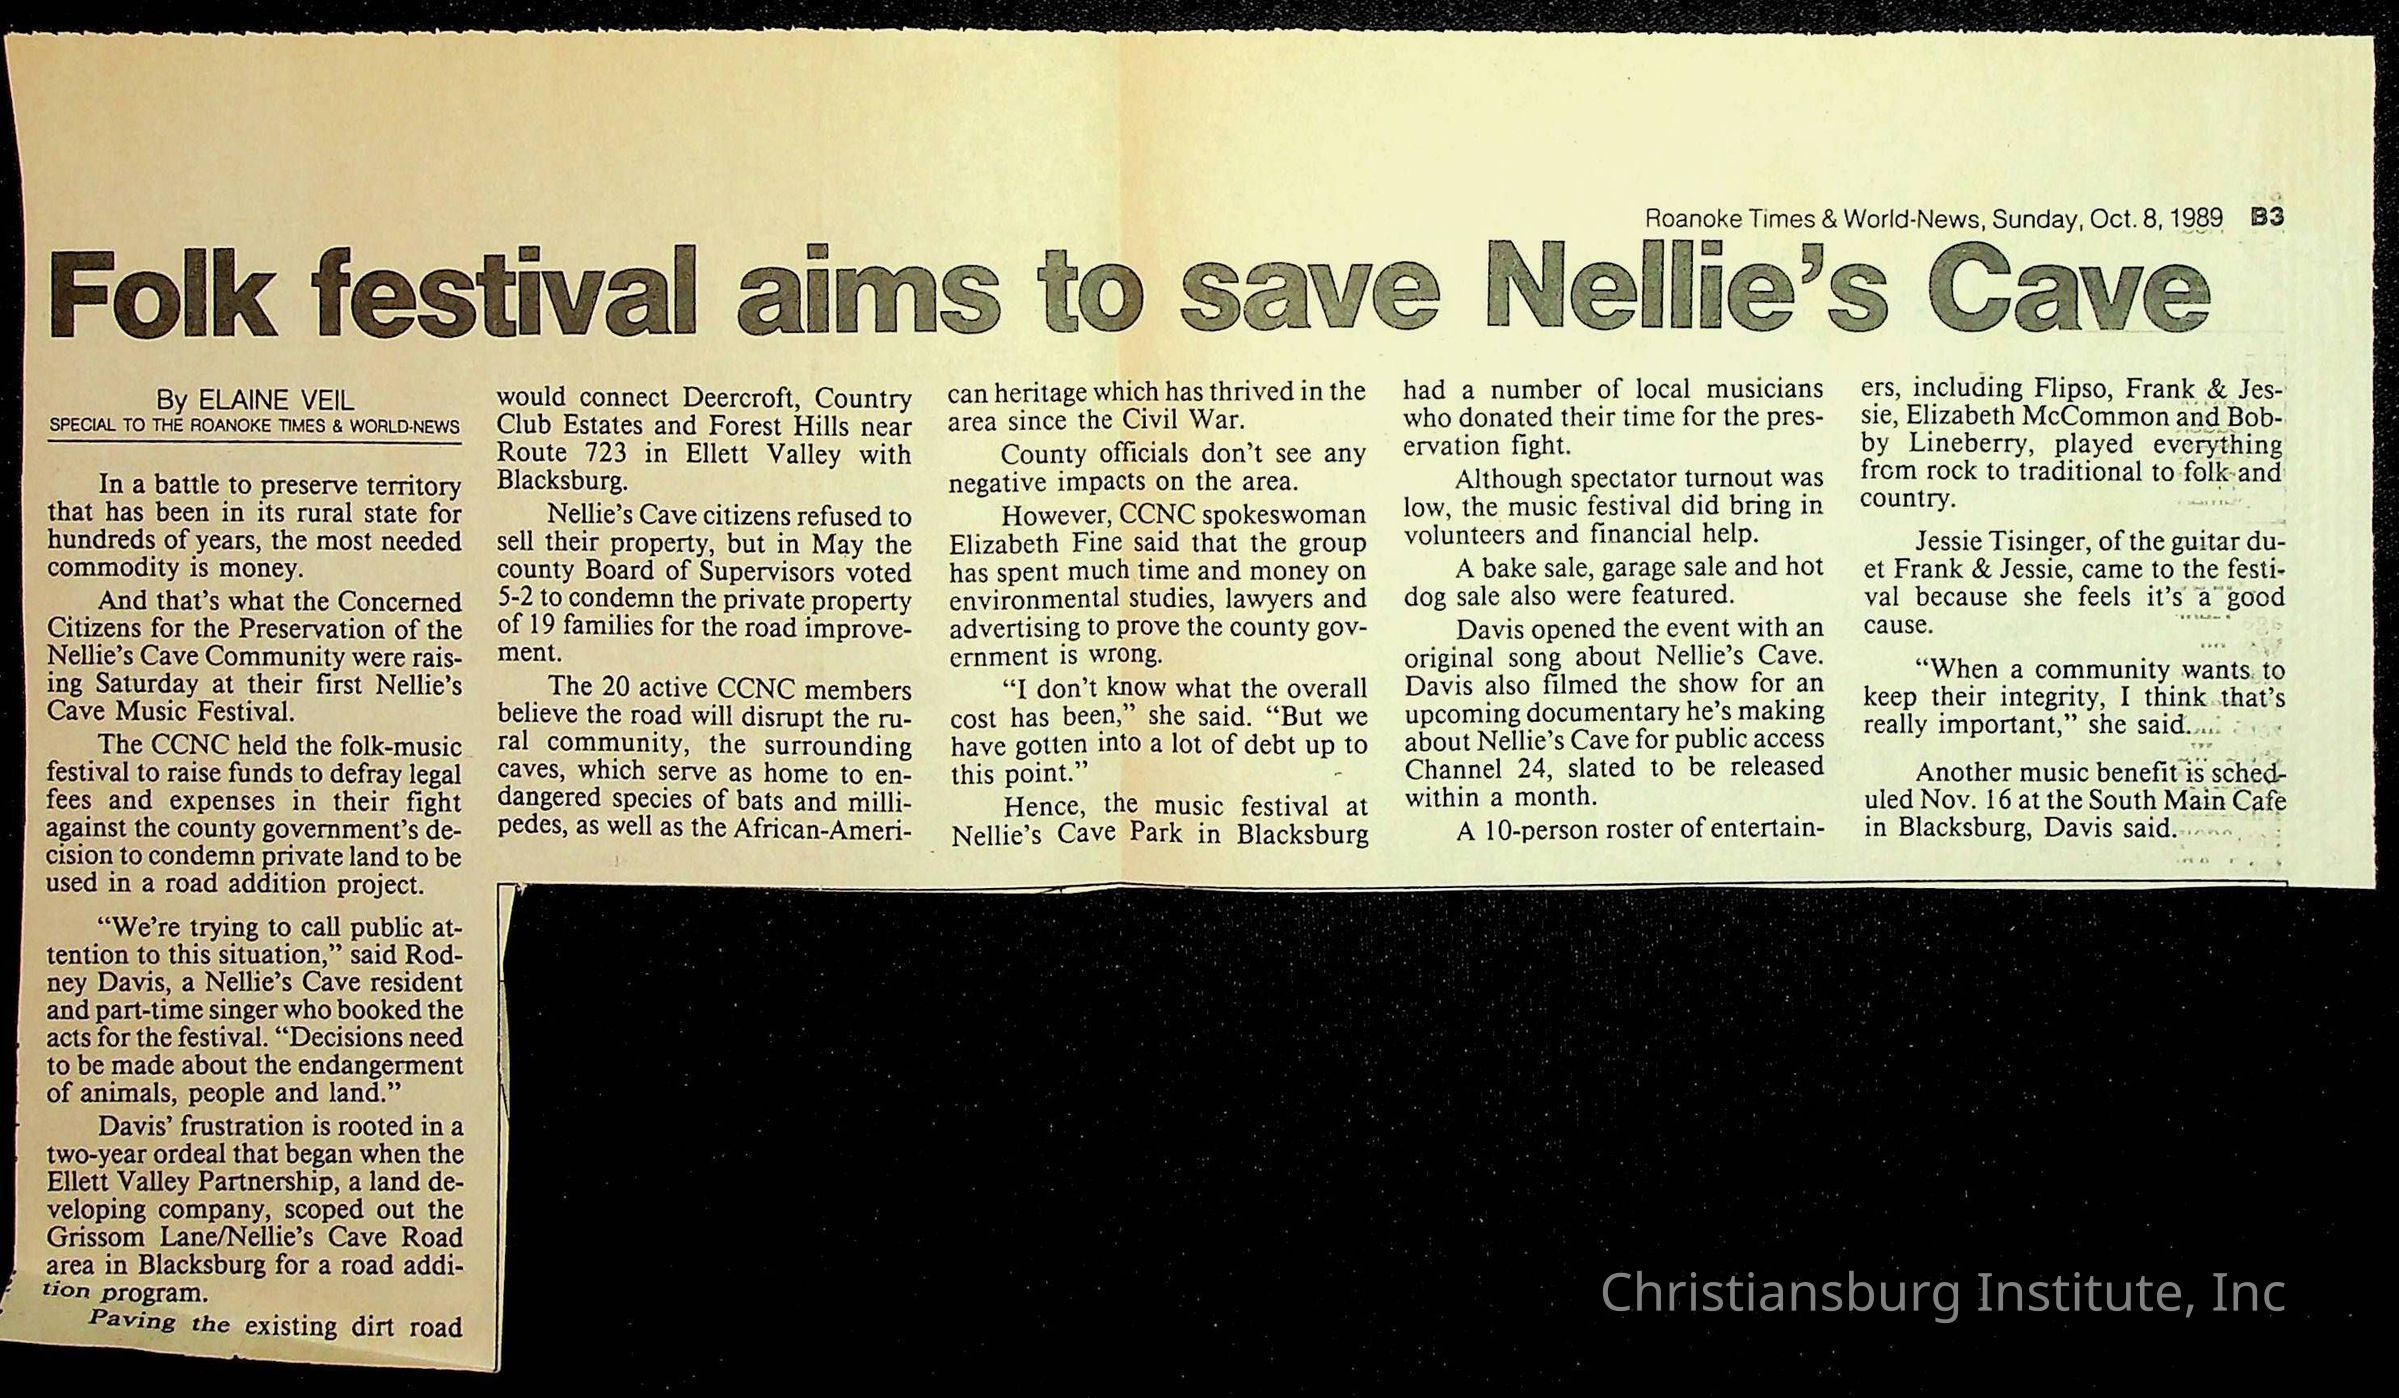 Roanoke Times & World-News, Sunday, Oct. 8, 1989 B3
Folk festival aims to save Nellie's Cave
By ELAINE VEIL
SPECIAL TO THE ROANOKE TIMES & WORLD-NEWS
In a battle to preserve territory
that has been in its rural state for
hundreds of years, the most needed
commodity is money.
And that's what the Concerned
Citizens for the Preservation of the
Nellie's Cave Community were rais-
ing Saturday at their first Nellie's
Cave Music Festival.
The CCNC held the folk-music
festival to raise funds to defray legal
fees and expenses in their fight
against the county government's de-
cision to condemn private land to be
used in a road addition project.
“We're trying to call public at-
tention to this situation,” said Rod-
ney Davis, a Nellie's Cave resident
and part-time singer who booked the
acts for the festival. “Decisions need
to be made about the endangerment
of animals, people and land.”
Davis' frustration is rooted in a
two-year ordeal that began when the
Ellett Valley Partnership, a land de-
veloping company, scoped out the
Grissom Lane/Nellie's Cave Road
area in Blacksburg for a road addi-
tion program.
Paving the existing dirt road
would connect Deercroft, Country
Club Estates and Forest Hills near
Route 723 in Ellett Valley with
Blacksburg.
Nellie's Cave citizens refused to
sell their property, but in May the
county Board of Supervisors voted
5-2 to condemn the private property
of 19 families for the road improve-
ment.
The 20 active CCNC members
believe the road will disrupt the ru-
ral community, the surrounding
caves, which serve as home to en-
dangered species of bats and milli-
pedes, as well as the African-Ameri-
can heritage which has thrived in the
area since the Civil War.
County officials don't see any
negative impacts on the area.
However, CCNC spokeswoman
Elizabeth Fine said that the group
has spent much time and money on
environmental studies, lawyers and
advertising to prove the county gov-
ernment is wrong.
“I don't know what the overall
cost has been,” she said. “But we
have gotten into a lot of debt up to
this point.”
Hence, the music festival at
Nellie's Cave Park in Blacksburg
had a number of local musicians
who donated their time for the pres-
ervation fight.
Although spectator turnout was
low, the music festival did bring in
volunteers and financial help.
A bake sale, garage sale and hot
dog sale also were featured.
Davis opened the event with an
original song about Nellie's Cave.
Davis also filmed the show for an
upcoming documentary he's making
about Nellie's Cave for public access
Channel 24, slated to be released
within a month.
A 10-person roster of entertain-
ers, including Flipso, Frank & Jes-
sie, Elizabeth McCommon and Bob-
by Lineberry, played everything
from rock to traditional to folk and
country.
Jessie Tisinger, of the guitar du-
et Frank & Jessie, came to the festi-
val because she feels it's a good
cause.
“When a community wants to
keep their integrity, I think that's
really important,” she said.
Another music benefit is sched-
uled Nov. 16 at the South Main Cafe
in Blacksburg, Davis said.
Christiansburg Institute, Inc